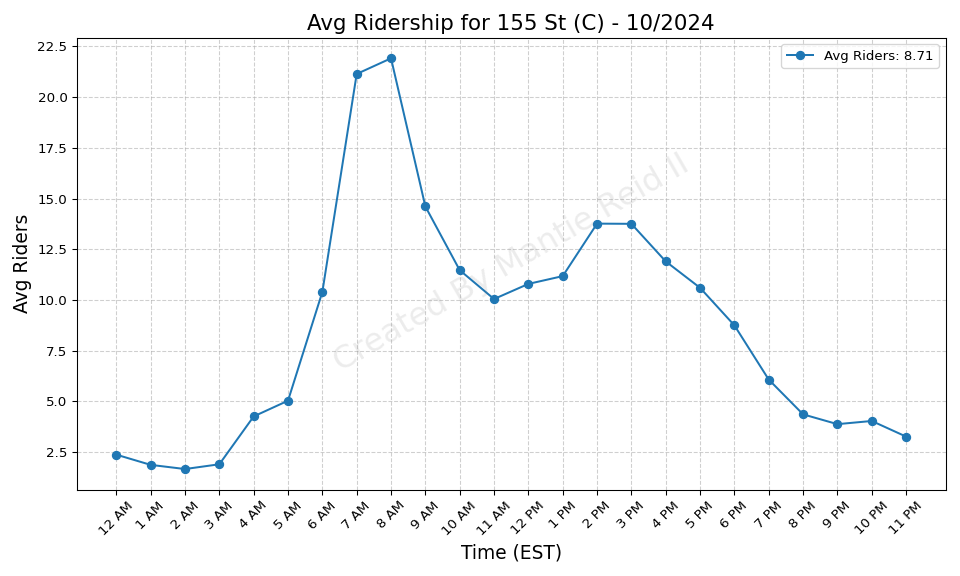 Avg Ridership for 155 St (C) - 10/2024
Avg Riders: 8.71
22.5
20.0
17.5
15.0
12.5
10.0
7.5
5.0
2.5
Avg Riders
Created By Mantie Reid II
12 AM
1 AM
2 AM
3 AM
4 AM
5 AM
6 AM
7 AM
8 AM
9 AM
10 AM
11 AM
12 PM
1 PM
2 PM
3 PM
4 PM
5 PM
6 PM
7 PM
8 PM
9 PM
10 PM
11 PM
Time (EST)